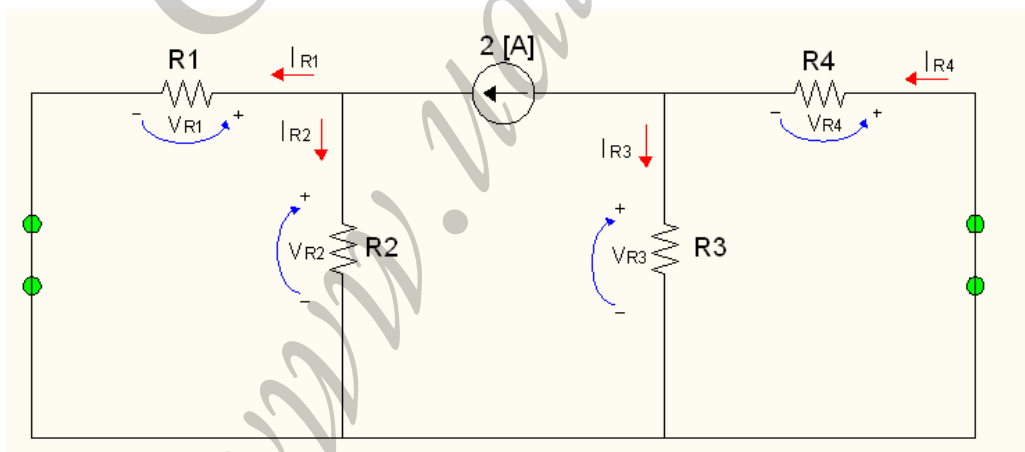 2 [A]
R1
IR1
R4
IR4
- VR1 +
- VR4 +
IR2
IR3
+
+
VR2
R2
VR3
R3
-
-